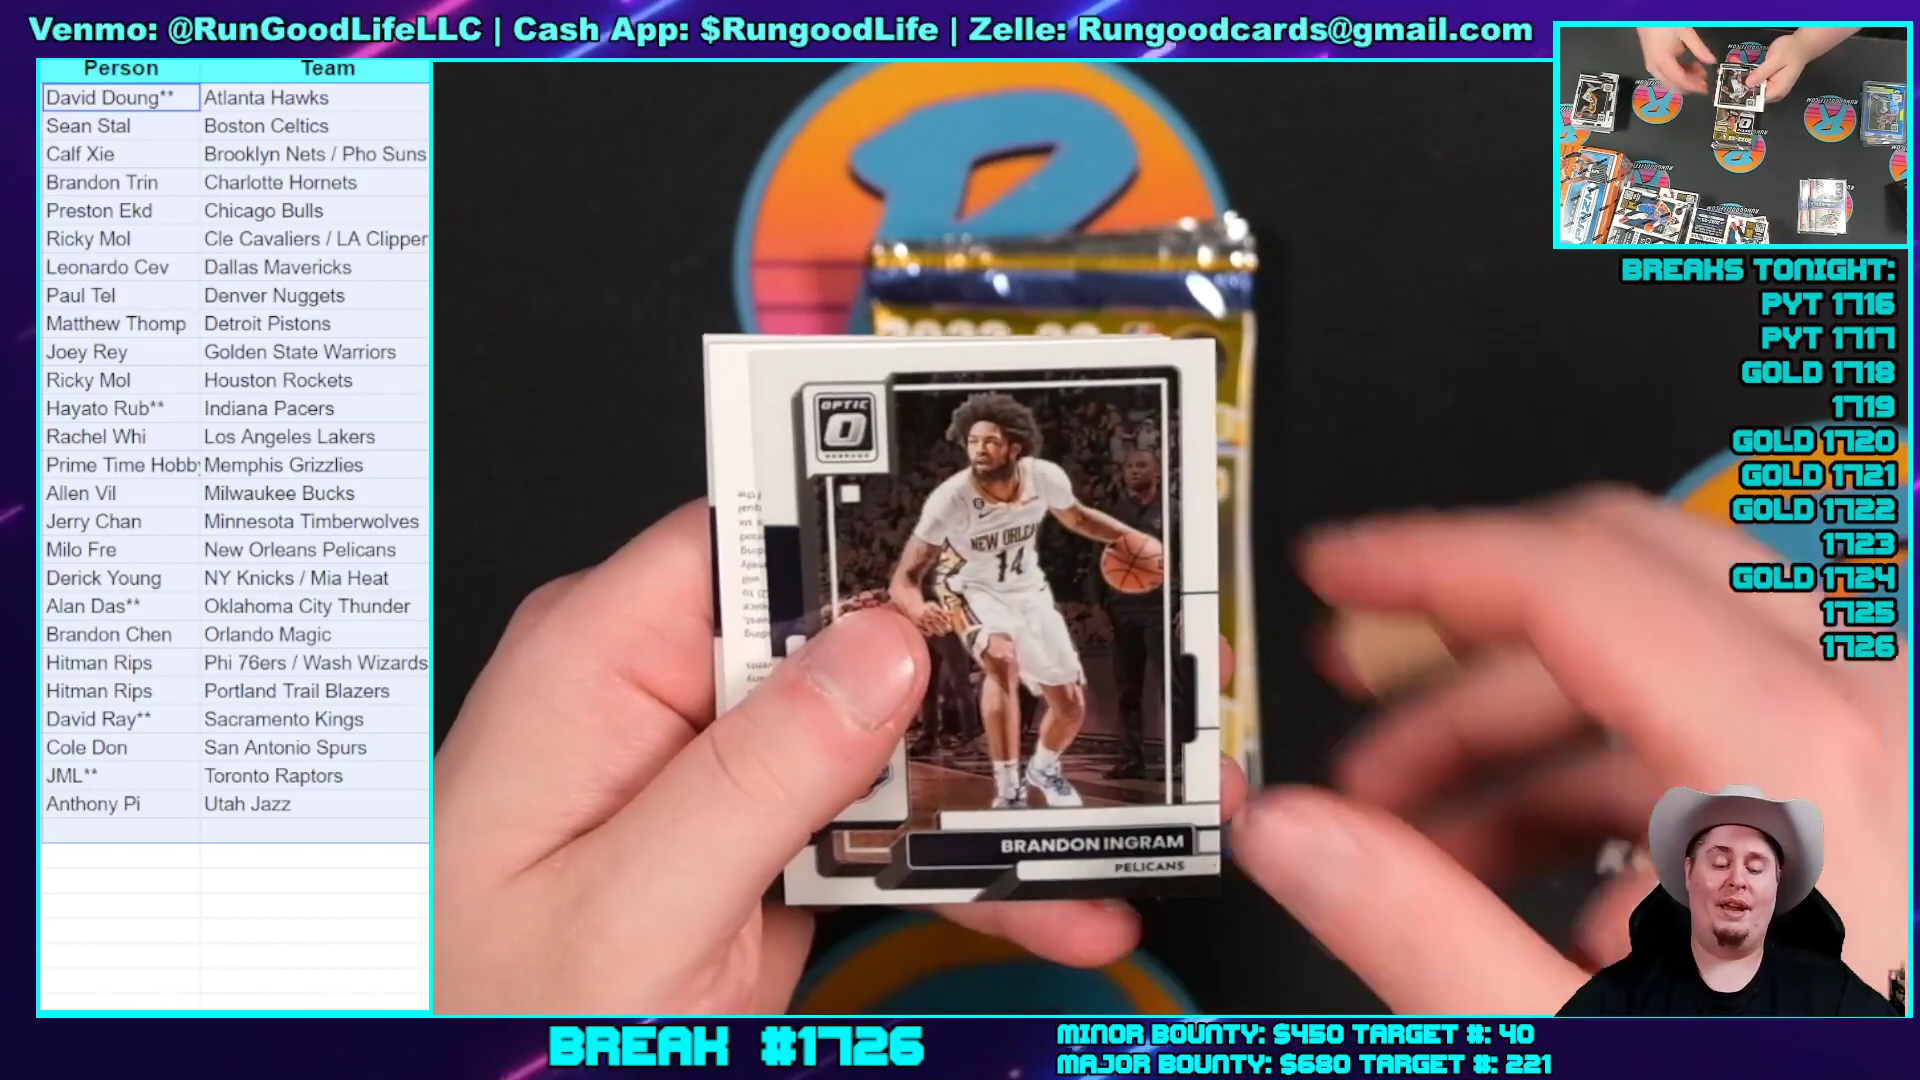 Venmo: @RunGoodLifeLLC | Cash App: $RungoodLife | Zelle: Rungoodcards@gmail.com
Person Team
David Doung** Atlanta Hawks
Sean Stal Boston Celtics
Calf Xie Brooklyn Nets / Pho Suns
Brandon Trin Charlotte Hornets
Preston Ekd Chicago Bulls
Ricky Mol Cle Cavaliers / LA Clipper
Leonardo Cev Dallas Mavericks
Paul Tel Denver Nuggets
Matthew Thomp Detroit Pistons
Joey Rey Golden State Warriors
Ricky Mol Houston Rockets
Hayato Rub** Indiana Pacers
Rachel Whi Los Angeles Lakers
Prime Time Hobby Memphis Grizzlies
Allen Vil Milwaukee Bucks
Jerry Chan Minnesota Timberwolves
Milo Fre New Orleans Pelicans
Derick Young NY Knicks / Mia Heat
Alan Das** Oklahoma City Thunder
Brandon Chen Orlando Magic
Hitman Rips Phi 76ers / Wash Wizards
Hitman Rips Portland Trail Blazers
David Ray** Sacramento Kings
Cole Don San Antonio Spurs
JML** Toronto Raptors
Anthony Pi Utah Jazz
OPTIC
NEW ORLEAN
14
BRANDON INGRAM
PELICANS
BREAKS TONIGHT:
PYT 1716
PYT 1717
GOLD 1718
1719
GOLD 1720
GOLD 1721
GOLD 1722
1723
GOLD 1724
1725
1726
BREAK #1726
MINOR BOUNTY: $450 TARGET #: 40
MAJOR BOUNTY: $680 TARGET #: 221